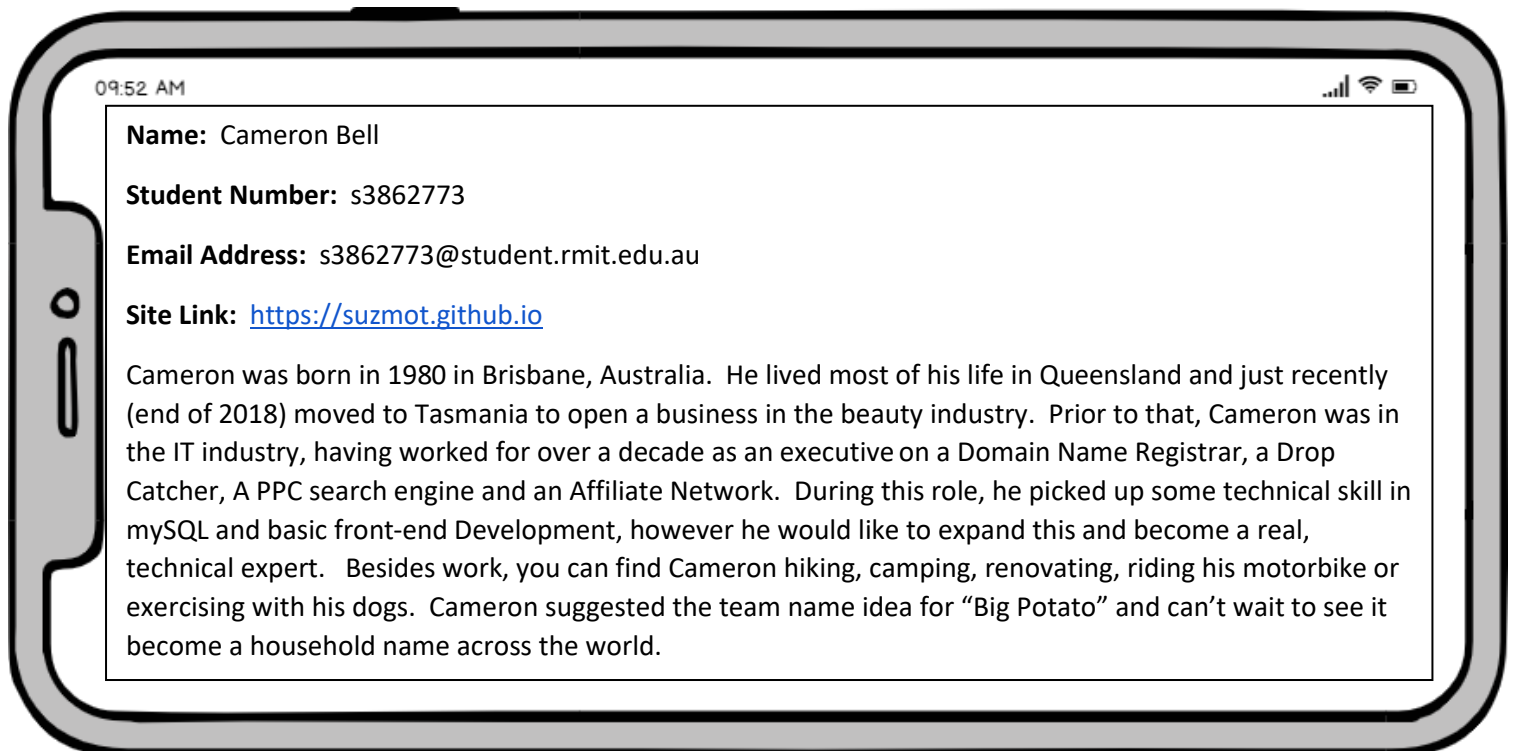 09:52 AM
Name: Cameron Bell
Student Number: s3862773
Email Address: s3862773@student.rmit.edu.au
Site Link: https://suzmot.github.io
Cameron was born in 1980 in Brisbane, Australia. He lived most of his life in Queensland and just recently
(end of 2018) moved to Tasmania to open a business in the beauty industry. Prior to that, Cameron was in
the IT industry, having worked for over a decade as an executive on a Domain Name Registrar, a Drop
Catcher, A PPC search engine and an Affiliate Network. During this role, he picked up some technical skill in
mySQL and basic front-end Development, however he would like to expand this and become a real,
technical expert. Besides work, you can find Cameron hiking, camping, renovating, riding his motorbike or
exercising with his dogs. Cameron suggested the team name idea for “Big Potato” and can’t wait to see it
become a household name across the world.